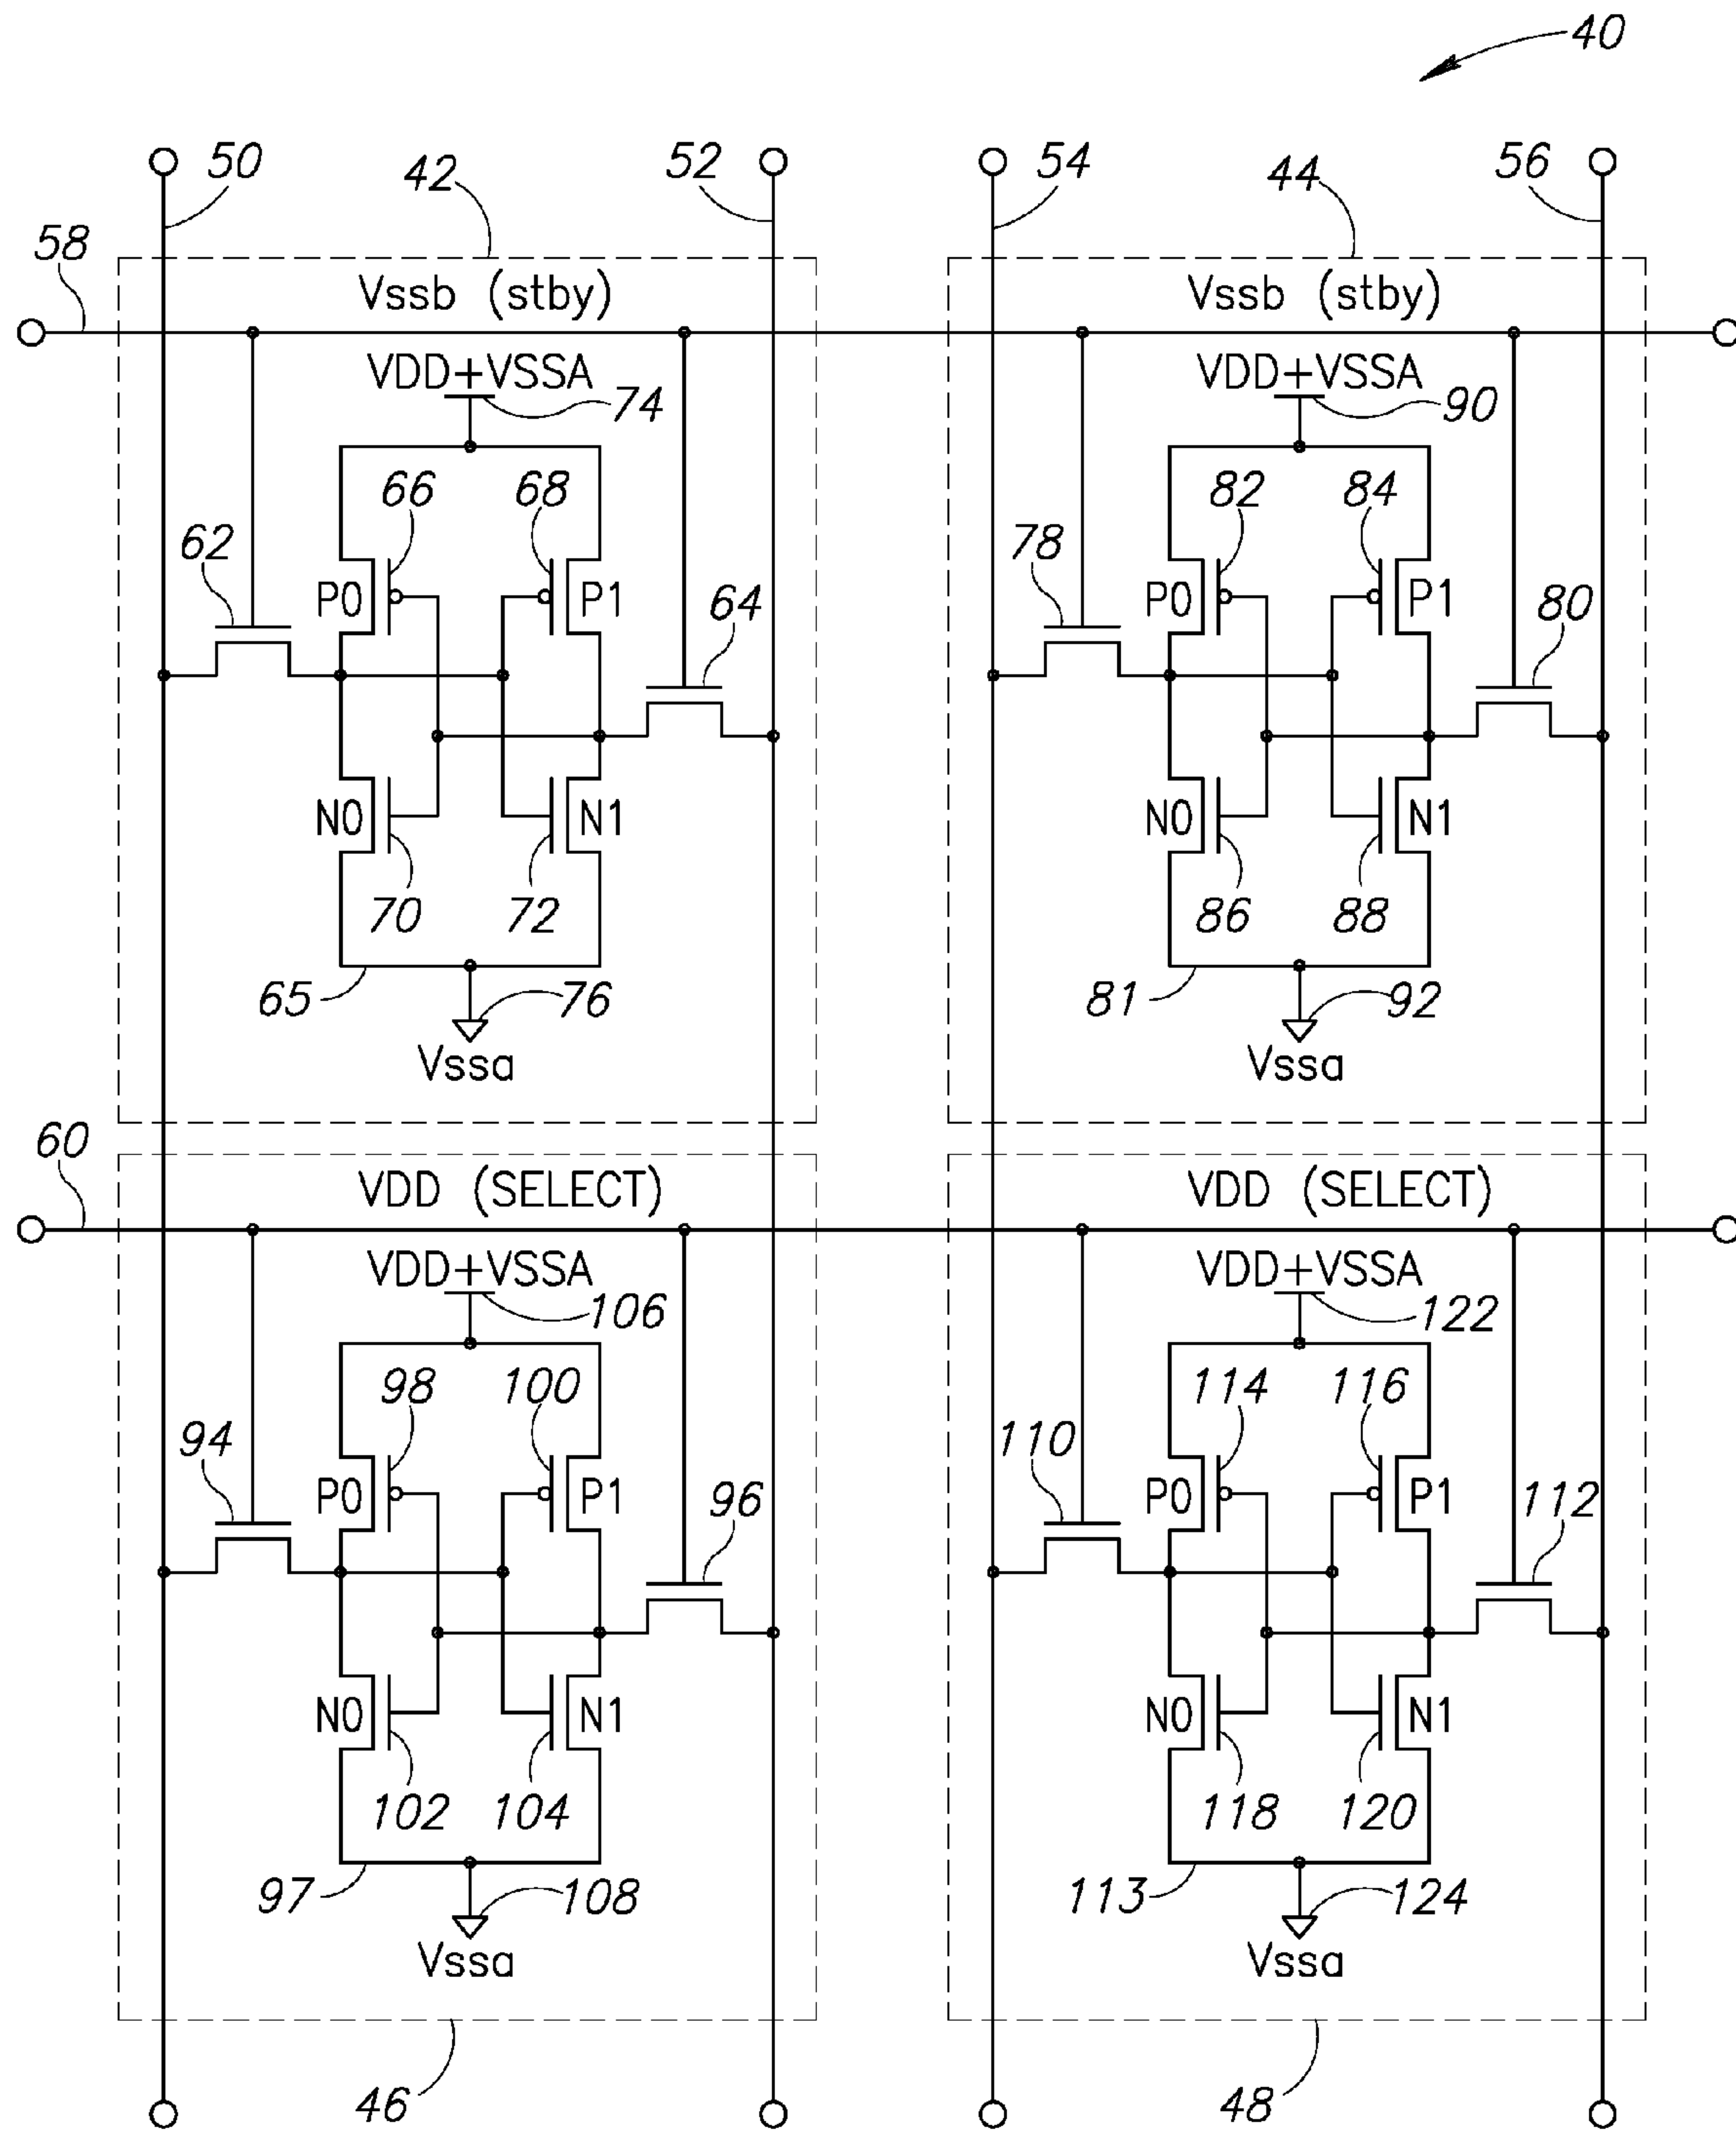 40
50 42 52 54 44 56
58
Vssb (stby) Vssb (stby)
VDD+VSSA VDD+VSSA
74 90
66 68 82 84
62 78
P0 P1 64 P0 P1 80
N0 N1 N0 N1
70 72 86 88
65 76 81 92
Vssa Vssa
60
VDD (SELECT) VDD (SELECT)
VDD+VSSA VDD+VSSA
106 122
98 100 114 116
94 110
P0 P1 96 P0 P1 112
N0 N1 N0 N1
102 104 118 120
97 108 113 124
Vssa Vssa
46 48